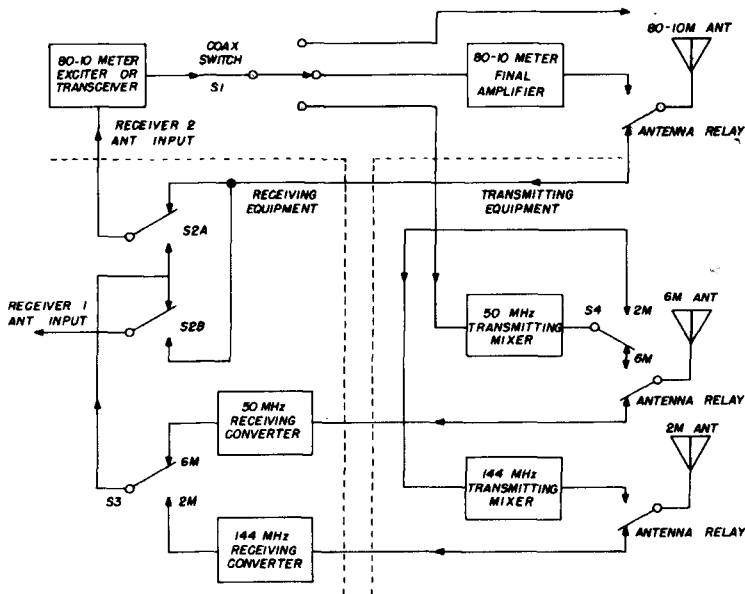 80-10 METER
EXCITER OR
TRANSCEIVER
COAX
SWITCH
S1
80-10 METER
FINAL
AMPLIFIER
80-10M ANT
ANTENNA RELAY
RECEIVER 2
ANT INPUT
RECEIVING
EQUIPMENT
TRANSMITTING
EQUIPMENT
S2A
RECEIVER 1
ANT INPUT
S2B
50 MHz
TRANSMITTING
MIXER
S4
2M
6M
6M ANT
ANTENNA RELAY
50 MHz
RECEIVING
CONVERTER
6M
S3
2M
144 MHz
RECEIVING
CONVERTER
144 MHz
TRANSMITTING
MIXER
2M ANT
ANTENNA RELAY